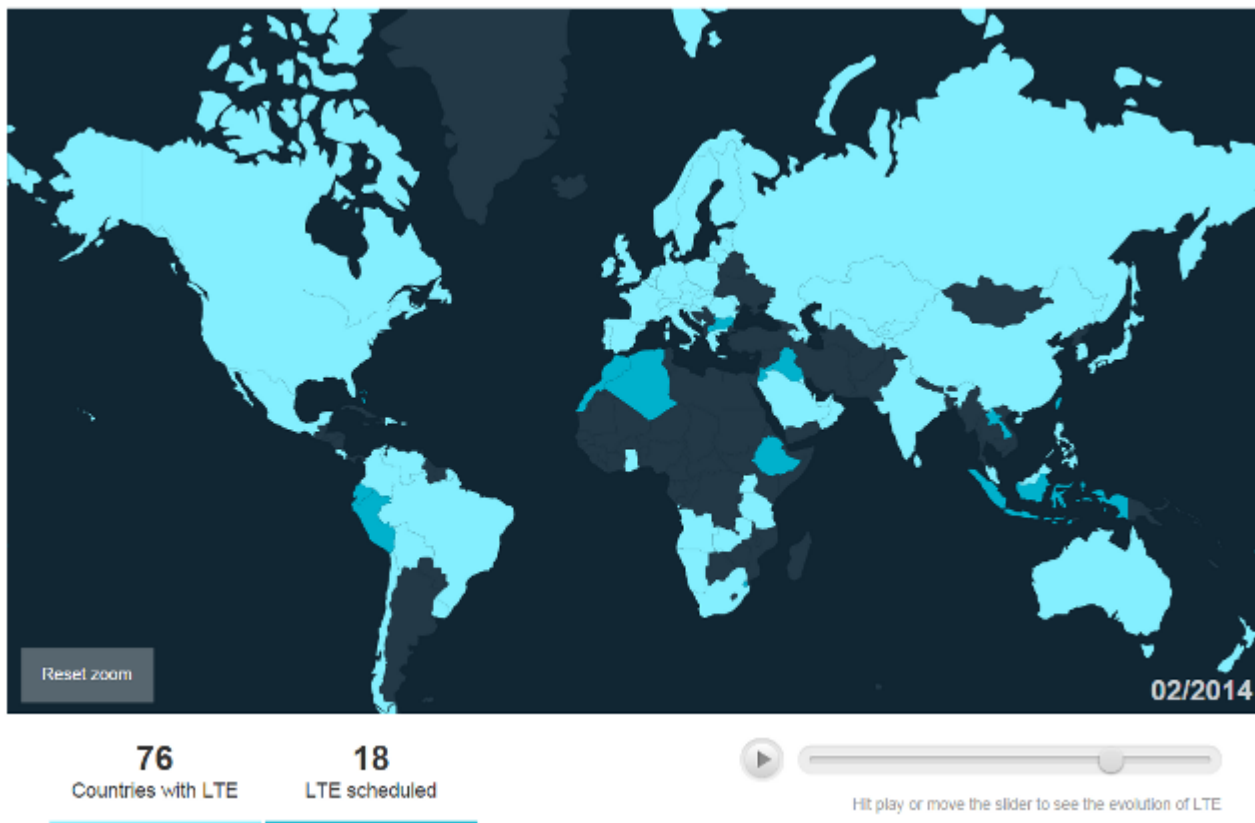 Reset zoom
02/2014
76
Countries with LTE
18
LTE scheduled
Hit play or move the slider to see the evolution of LTE